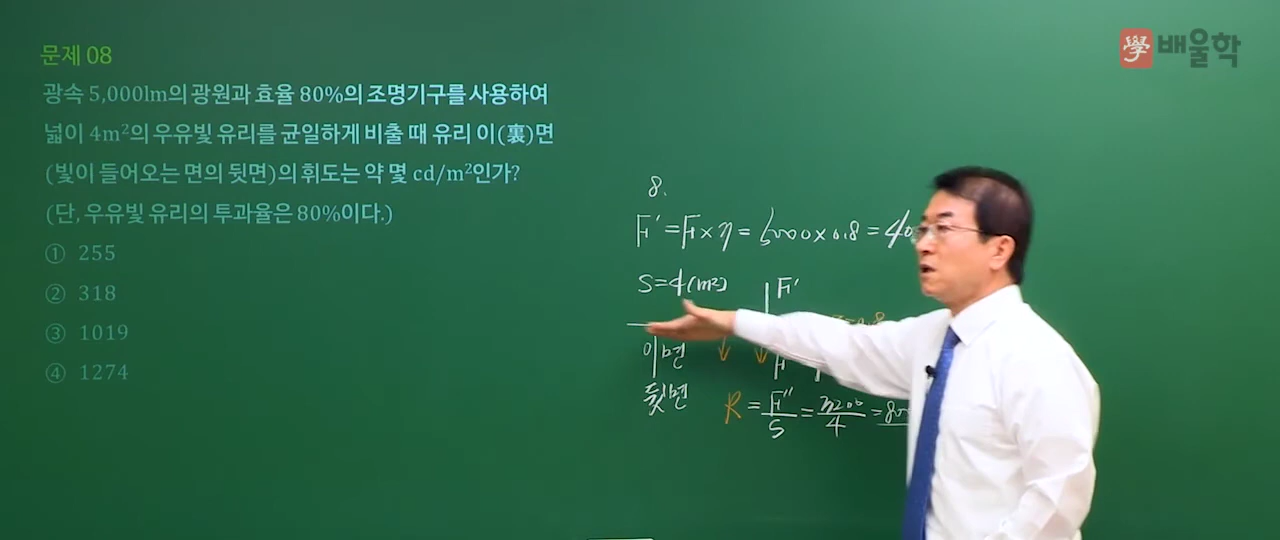 學 배울학
문제 08
광속 5,000lm의 광원과 효율 80%의 조명기구를 사용하여
넓이 4m²의 우유빛 유리를 균일하게 비출 때 유리 이(裏)면
(빛이 들어오는 면의 뒷면)의 휘도는 약 몇 cd/m²인가?
(단, 우유빛 유리의 투과율은 80%이다.)
① 255
② 318
③ 1019
④ 1274
8.
F' = F × η = 5000 × 0.8 = 40
S = 4 (m²)
F'
이면
뒷면
R = F''/S = 3200/4 = 800